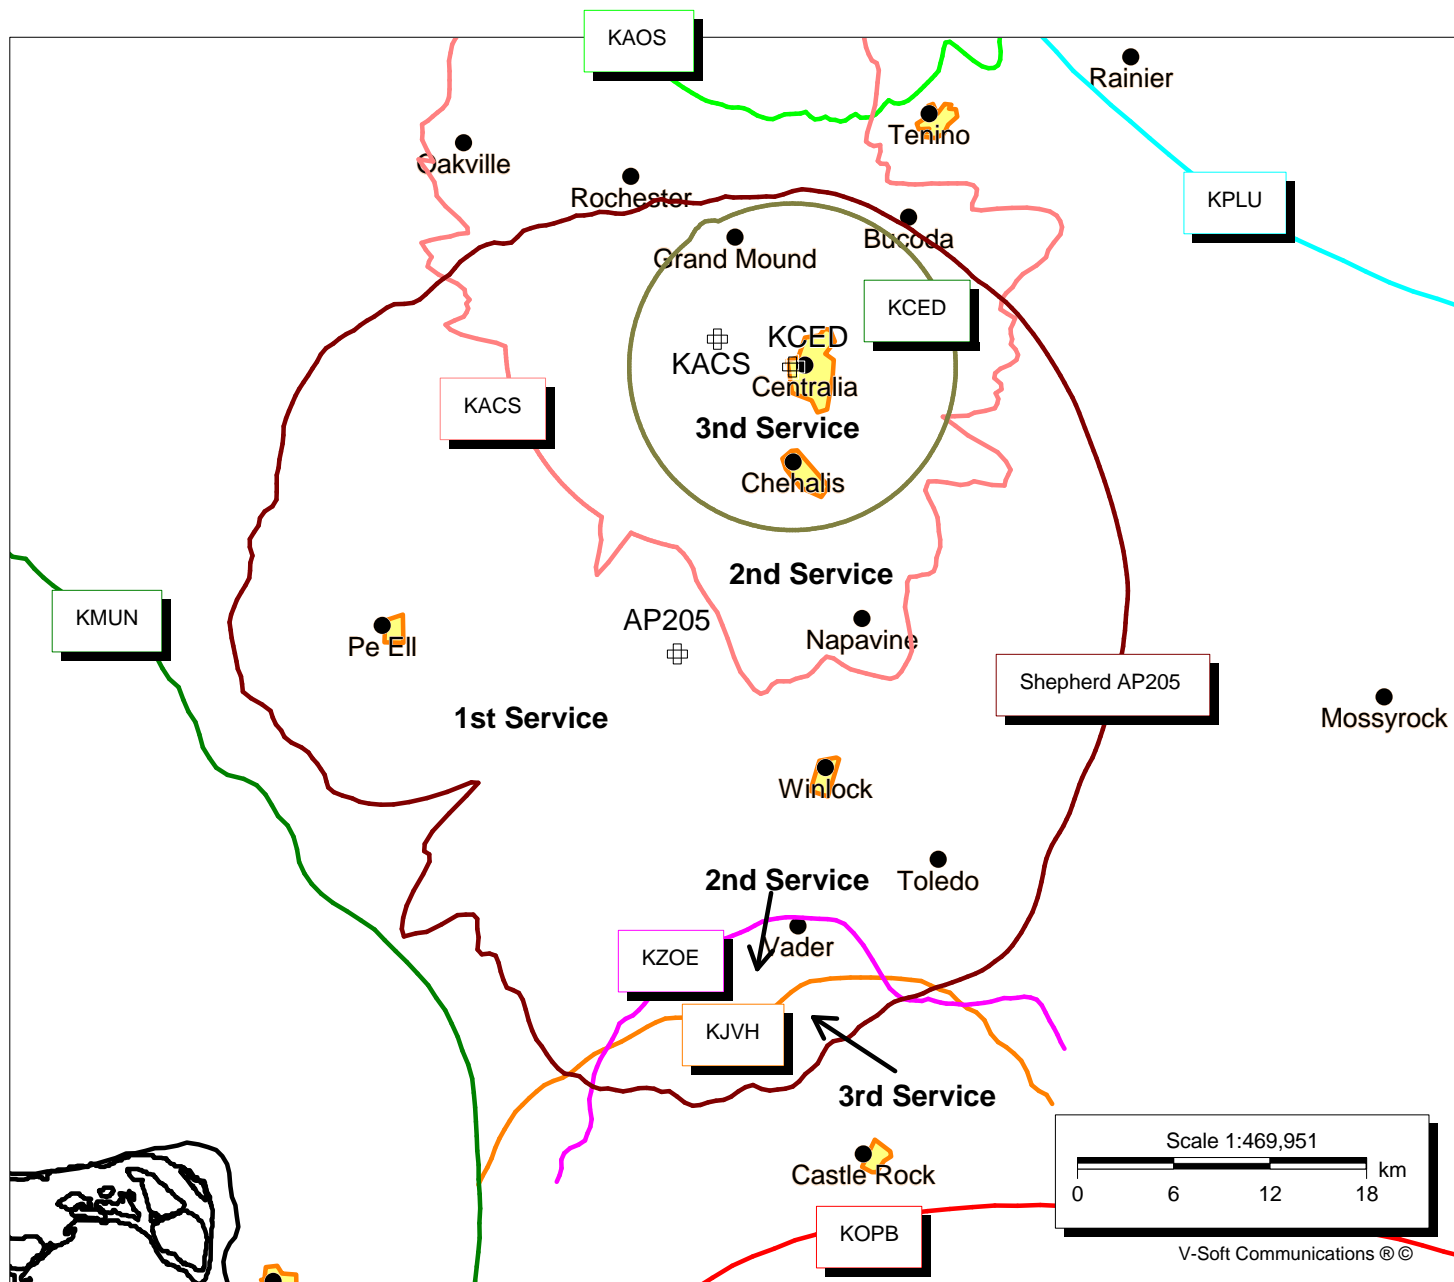 KAOS
Rainier
Tenino
Oakville
Rochester
KPLU
Bucoda
Grand Mound
KCED
KCED
KACS
Centralia
KACS
3nd Service
Chehalis
2nd Service
KMUN
AP205
Napavine
Pe Ell
Shepherd AP205
1st Service
Mossyrock
Winlock
2nd Service
Toledo
Vader
KZOE
KJVH
3rd Service
Scale 1:469,951
km
0 6 12 18
Castle Rock
KOPB
V-Soft Communications ® ©